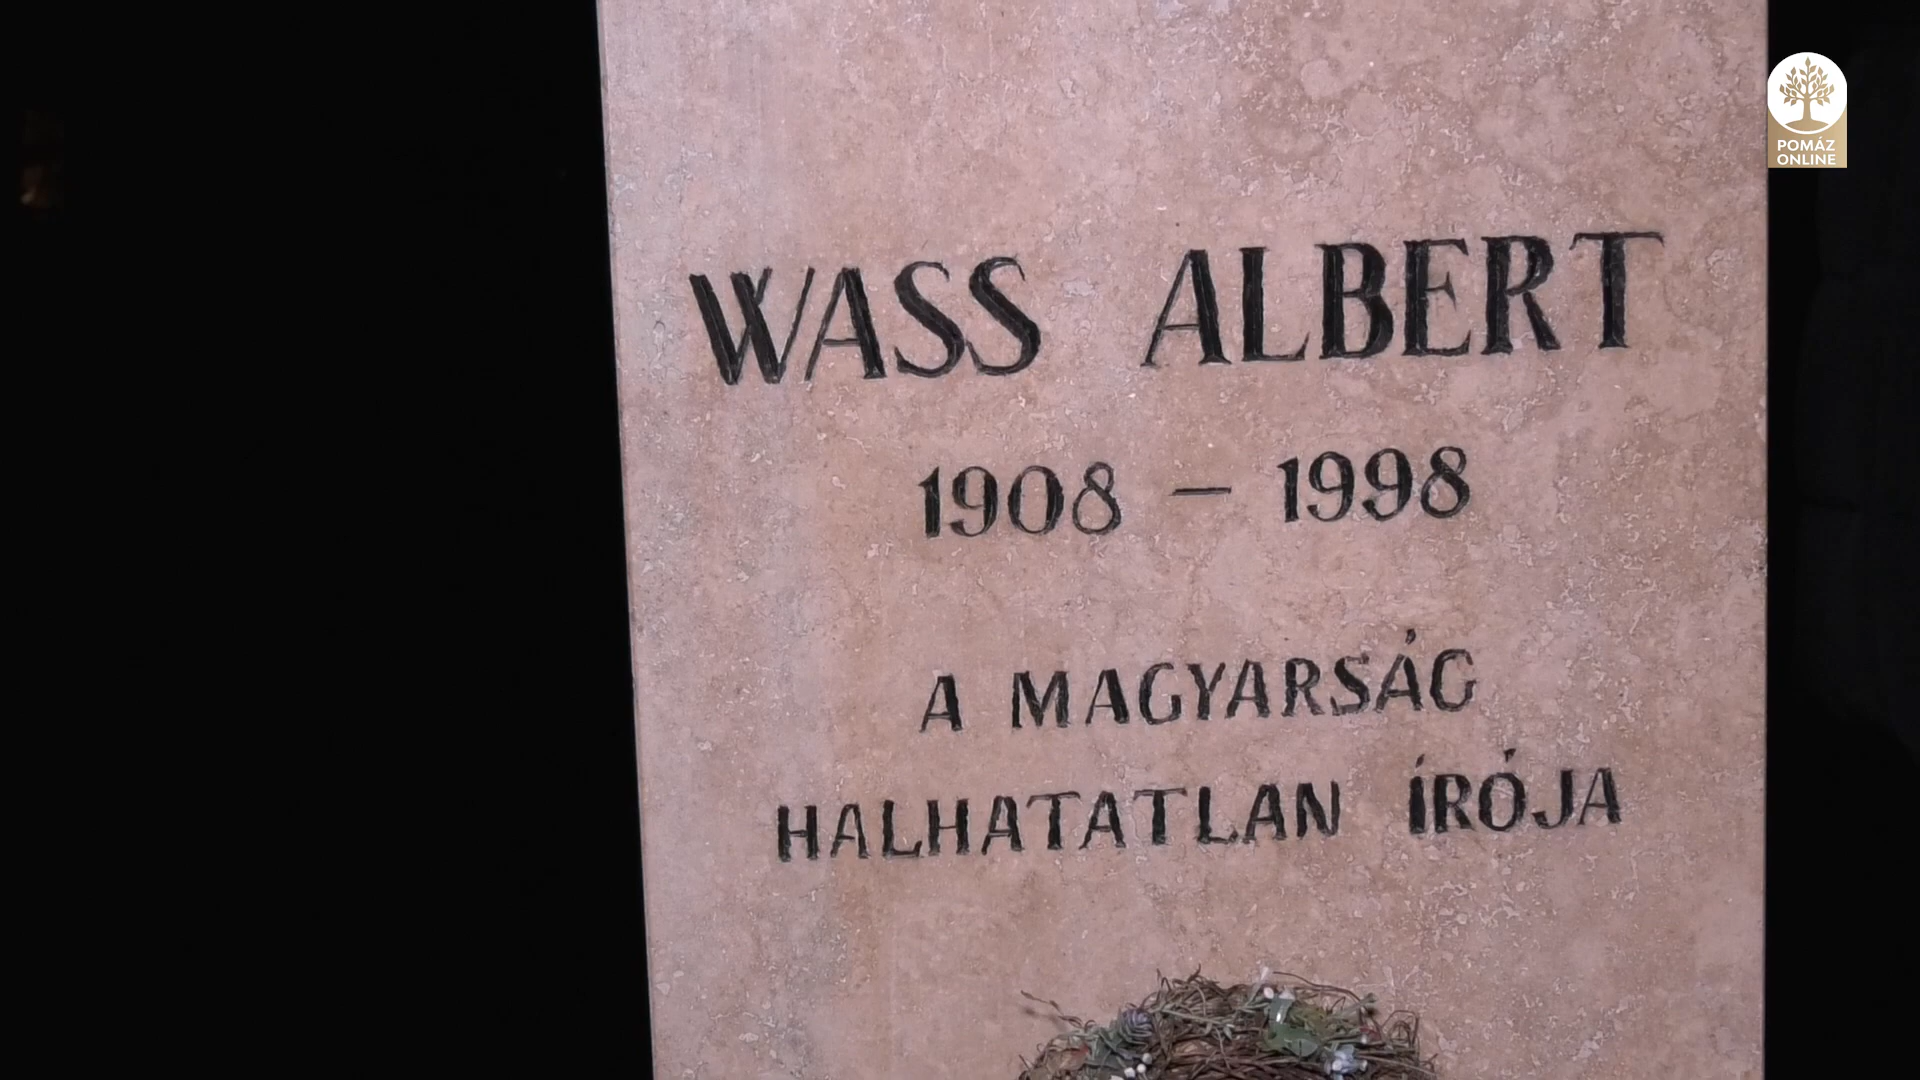 WASS ALBERT
1908 – 1998
A MAGYARSÁG
HALHATATLAN ÍRÓJA
POMÁZ
ONLINE